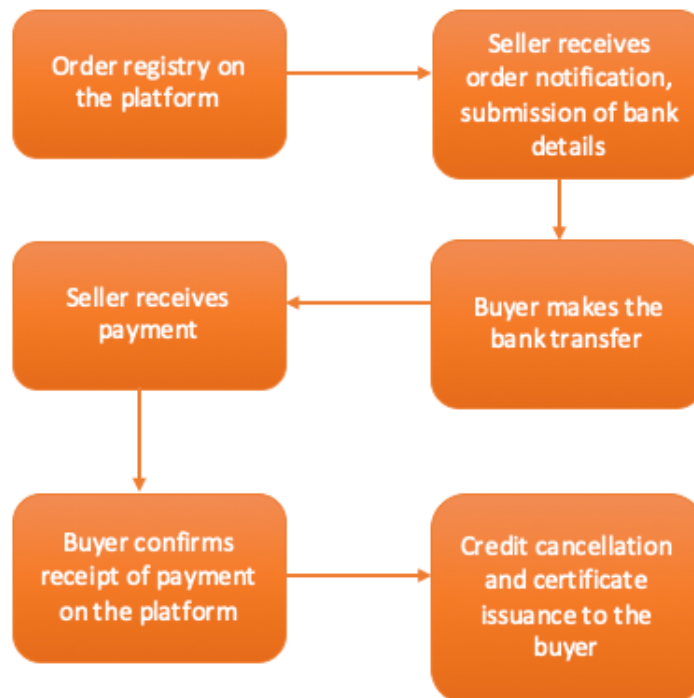 Order registry on
the platform
Seller receives
order notification,
submission of bank
details
Buyer makes the
bank transfer
Seller receives
payment
Buyer confirms
receipt of payment
on the platform
Credit cancellation
and certificate
issuance to the
buyer